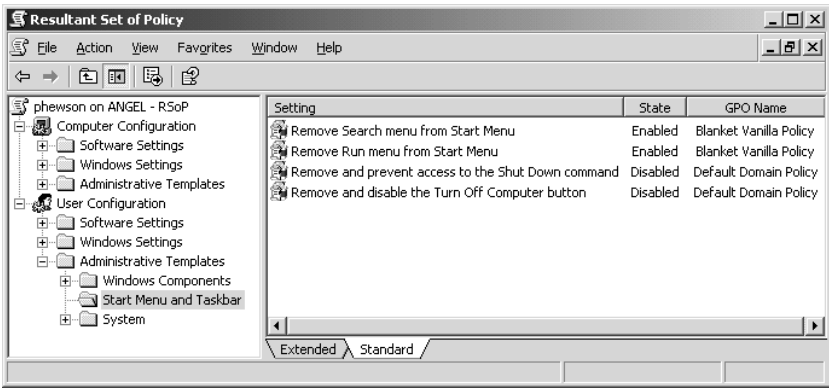 Resultant Set of Policy
File Action View Favorites Window Help
phewson on ANGEL - RSoP
Computer Configuration
Software Settings
Windows Settings
Administrative Templates
User Configuration
Software Settings
Windows Settings
Administrative Templates
Windows Components
Start Menu and Taskbar
System
Setting State GPO Name
Remove Search menu from Start Menu Enabled Blanket Vanilla Policy
Remove Run menu from Start Menu Enabled Blanket Vanilla Policy
Remove and prevent access to the Shut Down command Disabled Default Domain Policy
Remove and disable the Turn Off Computer button Disabled Default Domain Policy
Extended Standard